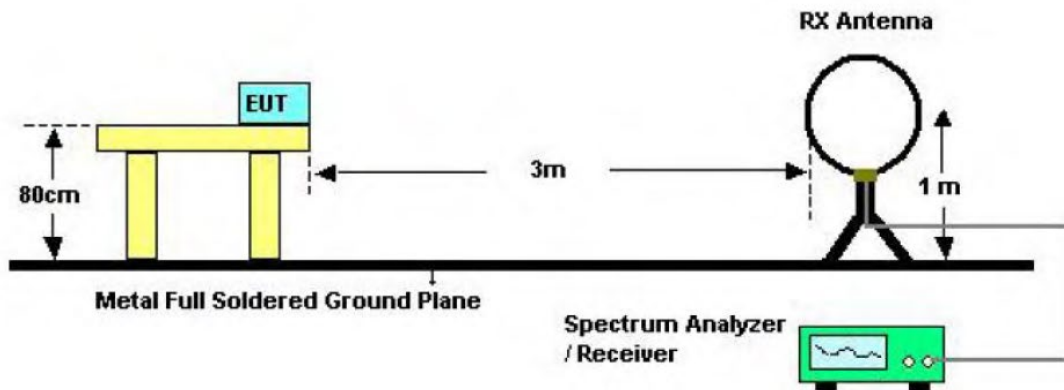 RX Antenna
EUT
80cm
3m
1 m
Metal Full Soldered Ground Plane
Spectrum Analyzer
/ Receiver